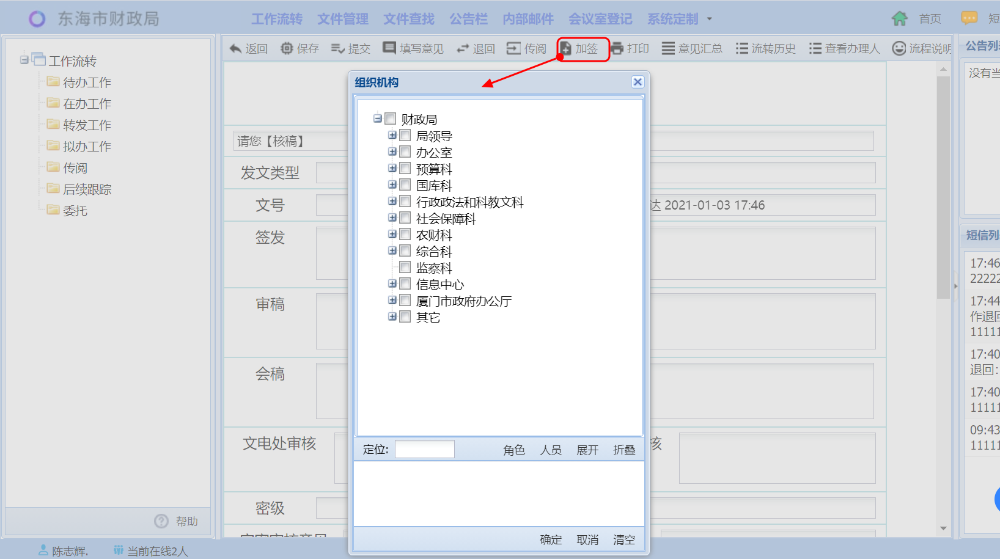 东海市财政局
工作流转 文件管理 文件查找 公告栏 内部邮件 会议室登记 系统定制
首页 短
工作流转
待办工作
在办工作
转发工作
拟办工作
传阅
后续跟踪
委托
帮助
返回 保存 提交 填写意见 退回 传阅 加签 打印 意见汇总 流转历史 查看办理人 流程说明
请您【核稿】
发文类型
文号
达 2021-01-03 17:46
签发
审稿
会稿
文电处审核
核
密级
组织机构
财政局
局领导
办公室
预算科
国库科
行政政法和科教文科
社会保障科
农财科
综合科
监察科
信息中心
厦门市政府办公厅
其它
定位: 角色 人员 展开 折叠
确定 取消 清空
公告列
没有当
短信列
17:46
22222
17:44
作退回
11111
17:40
退回:
17:40
11111
09:43
11111
陈志辉. 当前在线2人